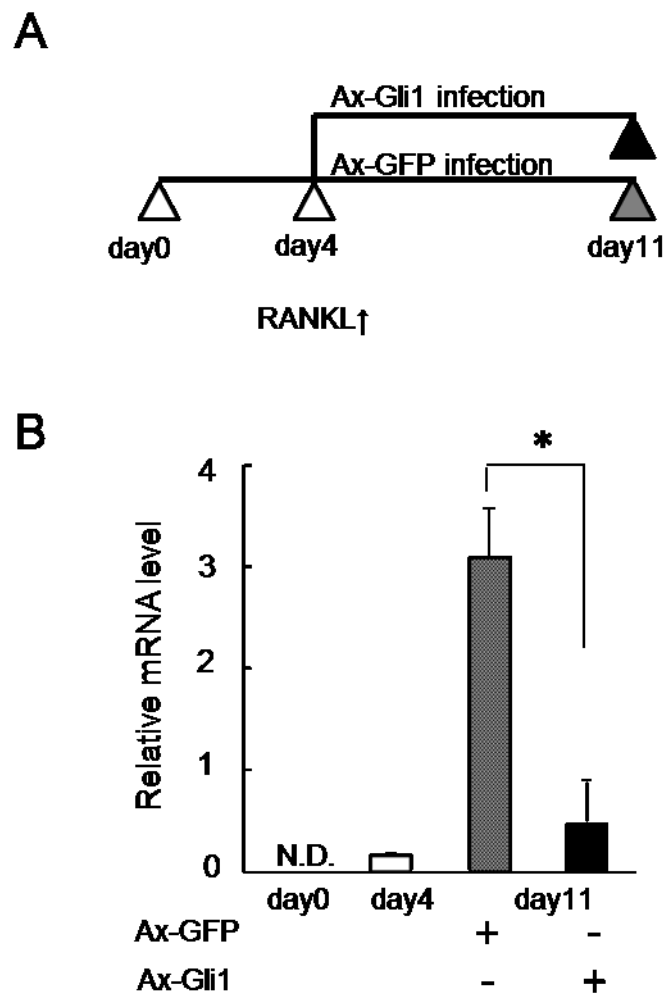 A
Ax-Gli1 infection
Ax-GFP infection
day0 day4 day11
RANKL↑
B
*
Relative mRNA level
4
3
2
1
0
N.D.
day0 day4 day11
Ax-GFP + -
Ax-Gli1 - +